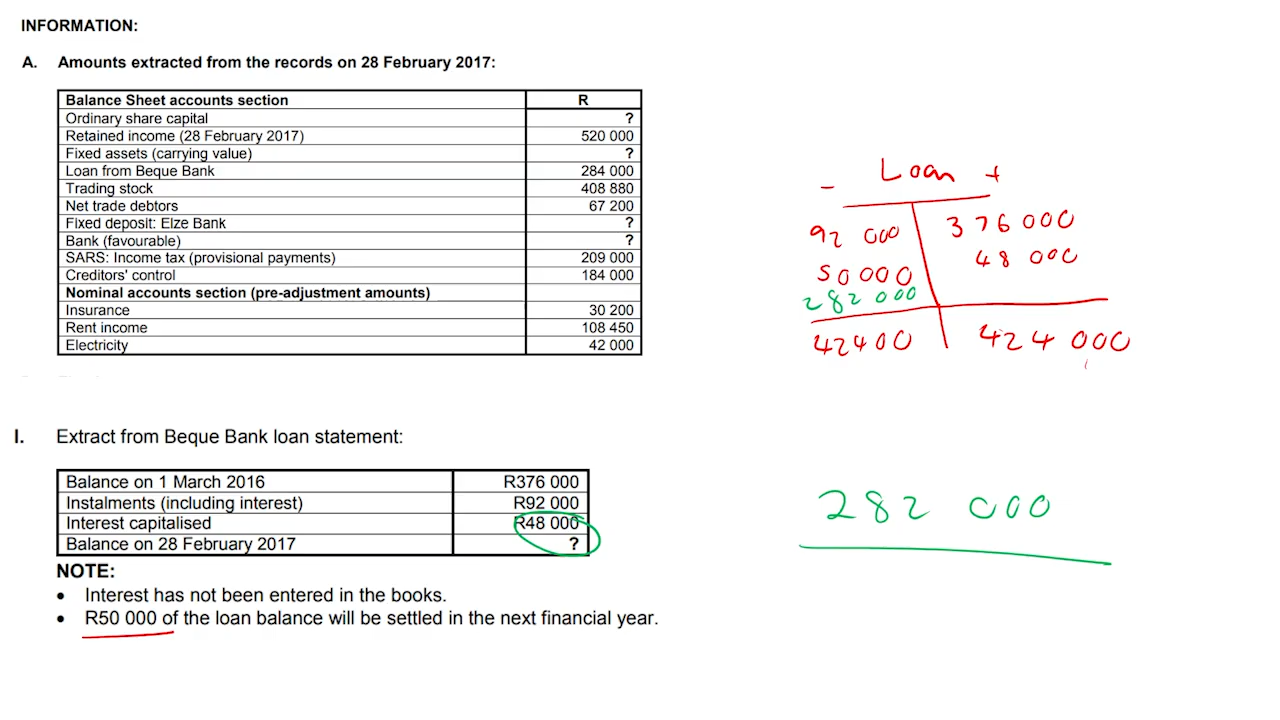 INFORMATION:
A. Amounts extracted from the records on 28 February 2017:
Balance Sheet accounts section R
Ordinary share capital ?
Retained income (28 February 2017) 520 000
Fixed assets (carrying value) ?
Loan from Beque Bank 284 000
Trading stock 408 880
Net trade debtors 67 200
Fixed deposit: Elze Bank ?
Bank (favourable) ?
SARS: Income tax (provisional payments) 209 000
Creditors' control 184 000
Nominal accounts section (pre-adjustment amounts)
Insurance 30 200
Rent income 108 450
Electricity 42 000
- Loan +
92 000 376 000
50 000 48 000
282 000
42400 424 000
I. Extract from Beque Bank loan statement:
Balance on 1 March 2016 R376 000
Instalments (including interest) R92 000
Interest capitalised R48 000
Balance on 28 February 2017 ?
282 000
NOTE:
• Interest has not been entered in the books.
• R50 000 of the loan balance will be settled in the next financial year.